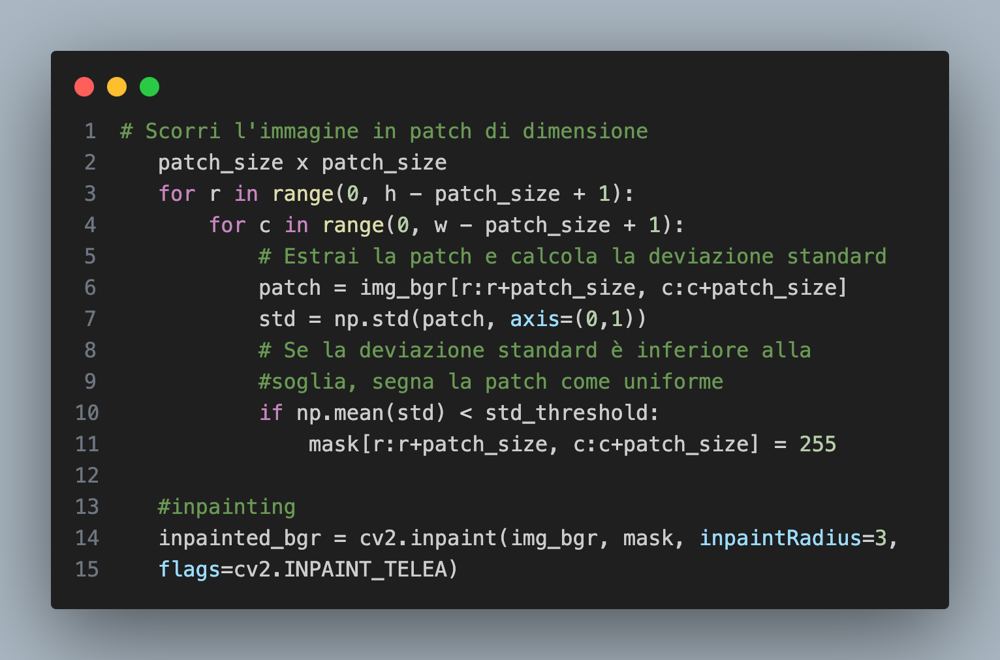 1 # Scorri l'immagine in patch di dimensione
2 patch_size x patch_size
3 for r in range(0, h - patch_size + 1):
4 for c in range(0, w - patch_size + 1):
5 # Estrai la patch e calcola la deviazione standard
6 patch = img_bgr[r:r+patch_size, c:c+patch_size]
7 std = np.std(patch, axis=(0,1))
8 # Se la deviazione standard è inferiore alla
9 #soglia, segna la patch come uniforme
10 if np.mean(std) < std_threshold:
11 mask[r:r+patch_size, c:c+patch_size] = 255
12
13 #inpainting
14 inpainted_bgr = cv2.inpaint(img_bgr, mask, inpaintRadius=3,
15 flags=cv2.INPAINT_TELEA)